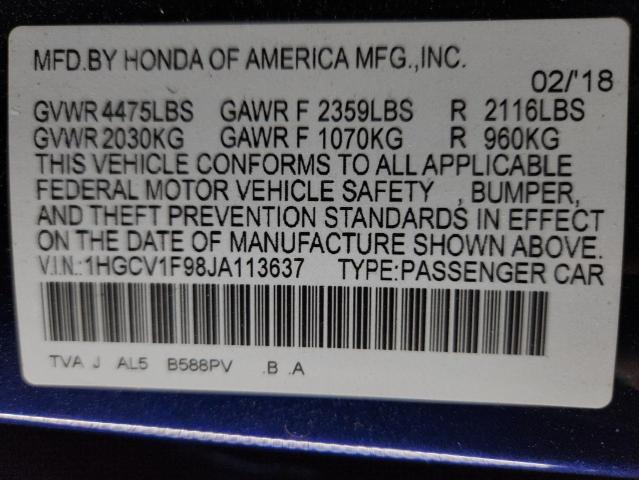 MFD.BY HONDA OF AMERICA MFG.,INC.
02/'18
GVWR 4475LBS GAWR F 2359LBS R 2116LBS
GVWR 2030KG GAWR F 1070KG R 960KG
THIS VEHICLE CONFORMS TO ALL APPLICABLE
FEDERAL MOTOR VEHICLE SAFETY , BUMPER,
AND THEFT PREVENTION STANDARDS IN EFFECT
ON THE DATE OF MANUFACTURE SHOWN ABOVE.
V.I.N.:1HGCV1F98JA113637 TYPE:PASSENGER CAR
TVA J AL5 B588PV .B .A